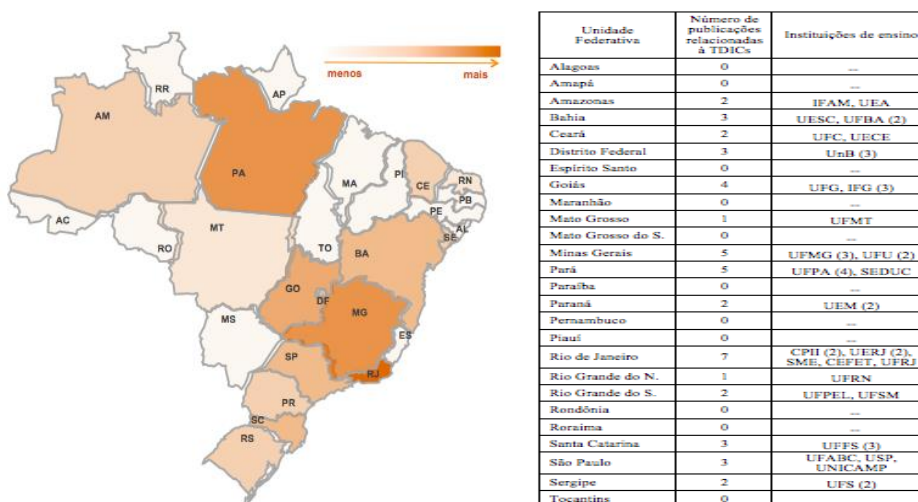 menos mais
RR
AP
AM
PA
MA
PI
CE
RN
PB
PE
AL
SE
AC
RO
MT
TO
BA
GO
DF
MG
ES
MS
SP
RJ
PR
SC
RS
Unidade Federativa | Número de publicações relacionadas à TDICs | Instituições de ensino
Alagoas 0 --
Amapá 0 --
Amazonas 2 IFAM, UEA
Bahia 3 UESC, UFBA (2)
Ceará 2 UFC, UECE
Distrito Federal 3 UnB (3)
Espírito Santo 0 --
Goiás 4 UFG, IFG (3)
Maranhão 0 --
Mato Grosso 1 UFMT
Mato Grosso do S. 0 --
Minas Gerais 5 UFMG (3), UFU (2)
Pará 5 UFPA (4), SEDUC
Paraíba 0 --
Paraná 2 UEM (2)
Pernambuco 0 --
Piauí 0 --
Rio de Janeiro 7 CPII (2), UERJ (2), SME, CEFET, UFRJ
Rio Grande do N. 1 UFRN
Rio Grande do S. 2 UFPEL, UFSM
Rondônia 0 --
Roraima 0 --
Santa Catarina 3 UFFS (3)
São Paulo 3 UFABC, USP, UNICAMP
Sergipe 2 UFS (2)
Tocantins 0